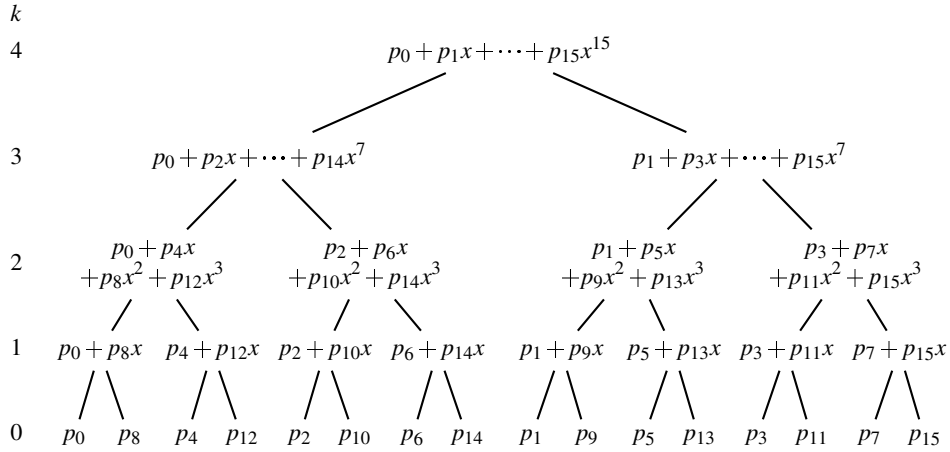 k
4 p₀ + p₁x + ··· + p₁₅x¹⁵
3 p₀ + p₂x + ··· + p₁₄x⁷ p₁ + p₃x + ··· + p₁₅x⁷
p₀ + p₄x p₂ + p₆x p₁ + p₅x p₃ + p₇x
2 +p₈x² + p₁₂x³ +p₁₀x² + p₁₄x³ +p₉x² + p₁₃x³ +p₁₁x² + p₁₅x³
1 p₀ + p₈x p₄ + p₁₂x p₂ + p₁₀x p₆ + p₁₄x p₁ + p₉x p₅ + p₁₃x p₃ + p₁₁x p₇ + p₁₅x
0 p₀ p₈ p₄ p₁₂ p₂ p₁₀ p₆ p₁₄ p₁ p₉ p₅ p₁₃ p₃ p₁₁ p₇ p₁₅